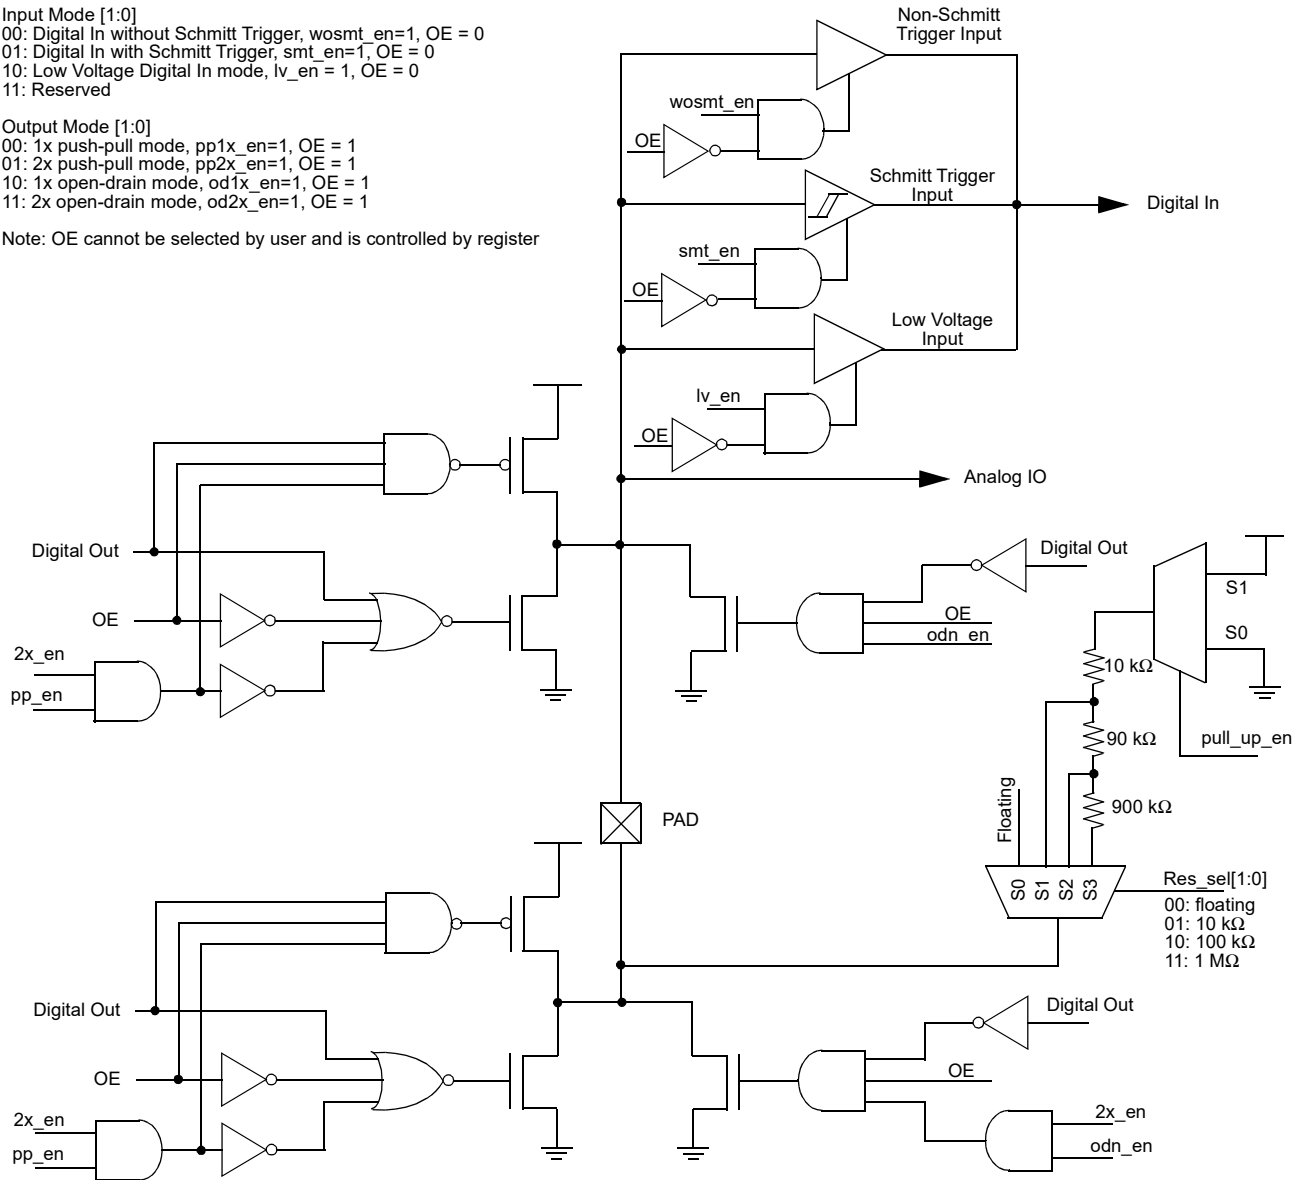 Input Mode [1:0]
00: Digital In without Schmitt Trigger, wosmt_en=1, OE = 0
01: Digital In with Schmitt Trigger, smt_en=1, OE = 0
10: Low Voltage Digital In mode, lv_en = 1, OE = 0
11: Reserved
Output Mode [1:0]
00: 1x push-pull mode, pp1x_en=1, OE = 1
01: 2x push-pull mode, pp2x_en=1, OE = 1
10: 1x open-drain mode, od1x_en=1, OE = 1
11: 2x open-drain mode, od2x_en=1, OE = 1
Note: OE cannot be selected by user and is controlled by register
Non-Schmitt
Trigger Input
wosmt_en
OE
Schmitt Trigger
Input
Digital In
smt_en
OE
Low Voltage
Input
lv_en
OE
Analog IO
Digital Out
OE
2x_en
pp_en
Digital Out
OE
odn_en
S1
S0
10 kΩ
90 kΩ
pull_up_en
900 kΩ
Floating
PAD
S0
S1
S2
S3
Res_sel[1:0]
00: floating
01: 10 kΩ
10: 100 kΩ
11: 1 MΩ
Digital Out
OE
2x_en
pp_en
Digital Out
OE
2x_en
odn_en